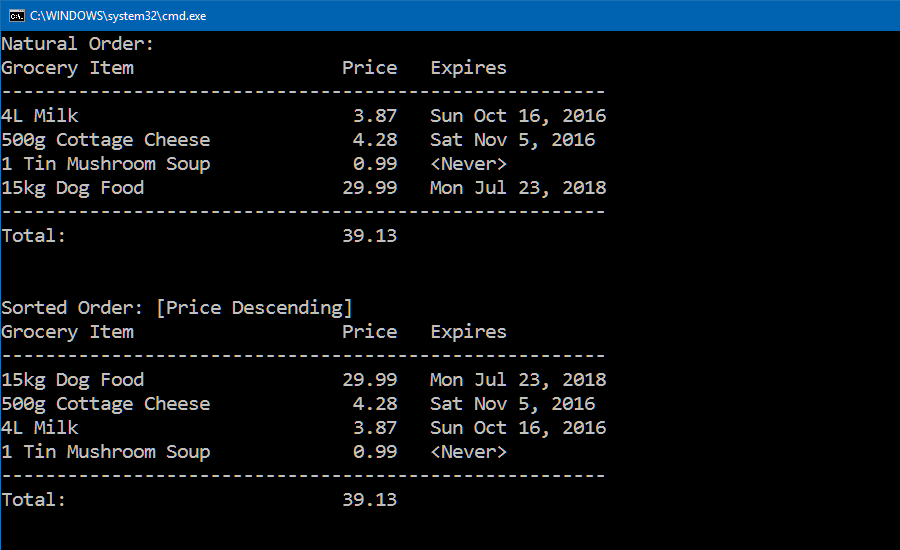 C:\WINDOWS\system32\cmd.exe
Natural Order:
Grocery Item                   Price   Expires
-------------------------------------------------------
4L Milk                         3.87   Sun Oct 16, 2016
500g Cottage Cheese             4.28   Sat Nov 5, 2016
1 Tin Mushroom Soup             0.99   <Never>
15kg Dog Food                  29.99   Mon Jul 23, 2018
-------------------------------------------------------
Total:                         39.13
Sorted Order: [Price Descending]
Grocery Item                   Price   Expires
-------------------------------------------------------
15kg Dog Food                  29.99   Mon Jul 23, 2018
500g Cottage Cheese             4.28   Sat Nov 5, 2016
4L Milk                         3.87   Sun Oct 16, 2016
1 Tin Mushroom Soup             0.99   <Never>
-------------------------------------------------------
Total:                         39.13